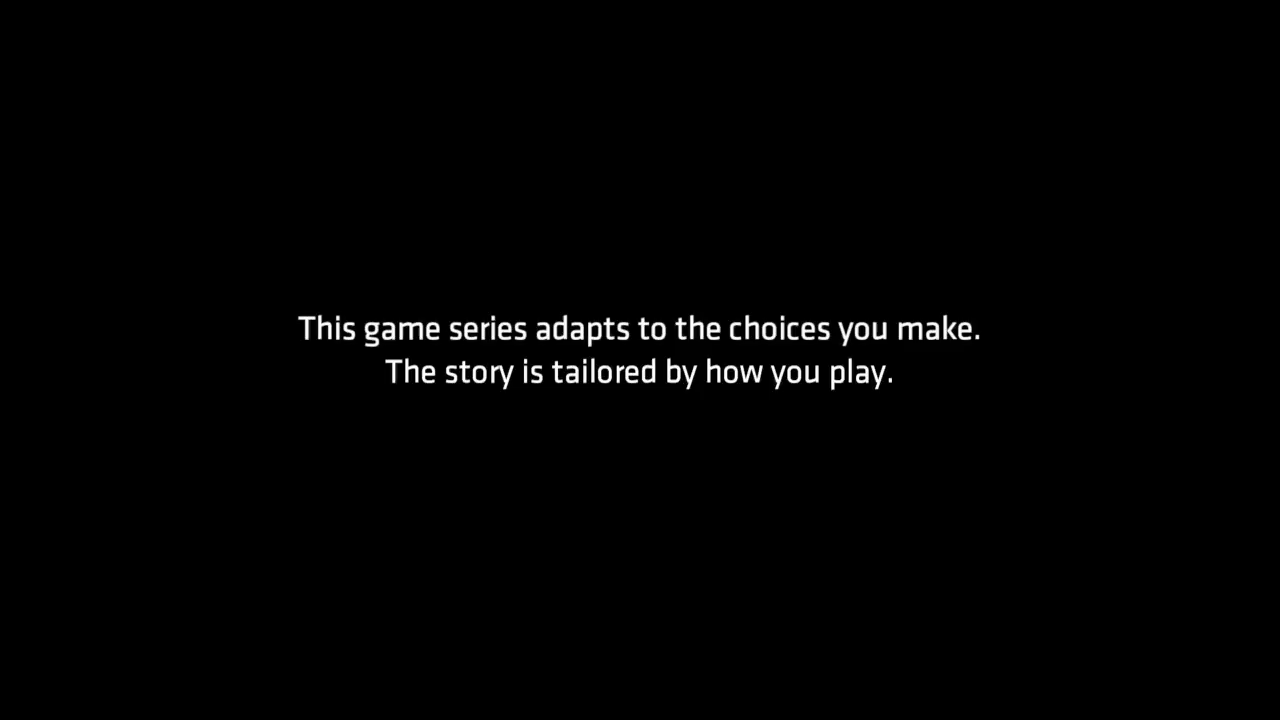 This game series adapts to the choices you make.
The story is tailored by how you play.